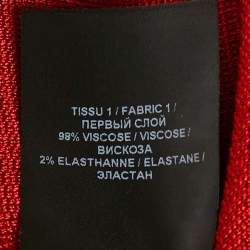 TISSU 1 / FABRIC 1 /
ПЕРВЫЙ СЛОЙ
98% VISCOSE / VISCOSE /
ВИСКОЗА
2% ELASTHANNE / ELASTANE /
ЭЛАСТАН